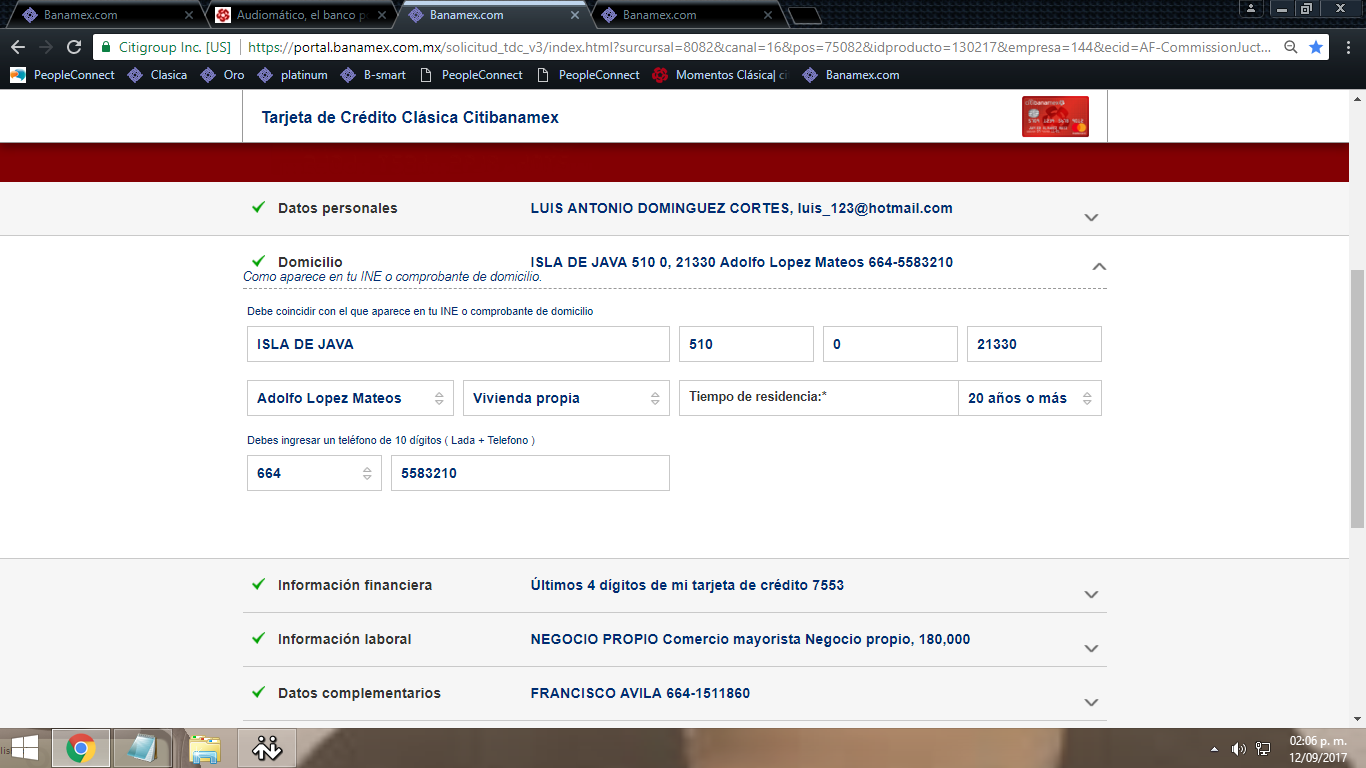 Banamex.com
Audiomático, el banco p
Banamex.com
Banamex.com
Citigroup Inc. [US]
https://portal.banamex.com.mx/solicitud_tdc_v3/index.html?surcursal=8082&canal=16&pos=75082&idproducto=130217&empresa=144&ecid=AF-CommissionJuct...
PeopleConnect Clasica Oro platinum B-smart PeopleConnect PeopleConnect Momentos Clásica| ci Banamex.com
Tarjeta de Crédito Clásica Citibanamex
Datos personales LUIS ANTONIO DOMINGUEZ CORTES, luis_123@hotmail.com
Domicilio ISLA DE JAVA 510 0, 21330 Adolfo Lopez Mateos 664-5583210
Como aparece en tu INE o comprobante de domicilio.
Debe coincidir con el que aparece en tu INE o comprobante de domicilio
ISLA DE JAVA 510 0 21330
Adolfo Lopez Mateos Vivienda propia Tiempo de residencia:* 20 años o más
Debes ingresar un teléfono de 10 dígitos ( Lada + Telefono )
664 5583210
Información financiera Últimos 4 dígitos de mi tarjeta de crédito 7553
Información laboral NEGOCIO PROPIO Comercio mayorista Negocio propio, 180,000
Datos complementarios FRANCISCO AVILA 664-1511860
02:06 p. m.
12/09/2017